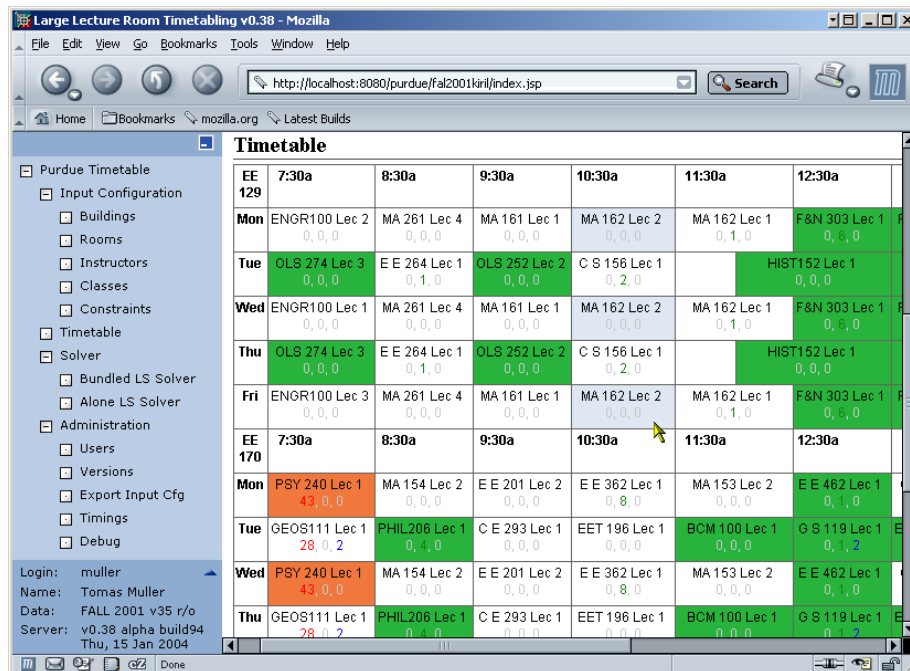 Large Lecture Room Timetabling v0.38 - Mozilla
File Edit View Go Bookmarks Tools Window Help
http://localhost:8080/purdue/fal2001kiril/index.jsp Search
Home Bookmarks mozilla.org Latest Builds
Purdue Timetable
Input Configuration
Buildings
Rooms
Instructors
Classes
Constraints
Timetable
Solver
Bundled LS Solver
Alone LS Solver
Administration
Users
Versions
Export Input Cfg
Timings
Debug
Login: muller
Name: Tomas Muller
Data: FALL 2001 v35 r/o
Server: v0.38 alpha build94
Thu, 15 Jan 2004
Timetable
EE 7:30a 8:30a 9:30a 10:30a 11:30a 12:30a
129
Mon ENGR100 Lec 2 MA 261 Lec 4 MA 161 Lec 1 MA 162 Lec 2 MA 162 Lec 1 F&N 303 Lec 1 F
0, 0, 0 0, 0, 0 0, 0, 0 0, 0, 0 0, 1, 0 0, 6, 0
Tue OLS 274 Lec 3 E E 264 Lec 1 OLS 252 Lec 2 C S 156 Lec 1 HIST152 Lec 1
0, 0, 0 0, 1, 0 0, 0, 0 0, 2, 0 0, 0, 0
Wed ENGR100 Lec 1 MA 261 Lec 4 MA 161 Lec 1 MA 162 Lec 2 MA 162 Lec 1 F&N 303 Lec 1 F
0, 0, 0 0, 0, 0 0, 0, 0 0, 0, 0 0, 1, 0 0, 6, 0
Thu OLS 274 Lec 3 E E 264 Lec 1 OLS 252 Lec 2 C S 156 Lec 1 HIST152 Lec 1
0, 0, 0 0, 1, 0 0, 0, 0 0, 2, 0 0, 0, 0
Fri ENGR100 Lec 3 MA 261 Lec 4 MA 161 Lec 1 MA 162 Lec 2 MA 162 Lec 1 F&N 303 Lec 1 F
0, 0, 0 0, 0, 0 0, 0, 0 0, 0, 0 0, 1, 0 0, 6, 0
EE 7:30a 8:30a 9:30a 10:30a 11:30a 12:30a
170
Mon PSY 240 Lec 1 MA 154 Lec 2 E E 201 Lec 2 E E 362 Lec 1 MA 153 Lec 2 E E 462 Lec 1
43, 0, 0 0, 0, 0 0, 0, 0 0, 8, 0 0, 0, 0 0, 1, 0
Tue GEOS111 Lec 1 PHIL206 Lec 1 C E 293 Lec 1 EET 196 Lec 1 BCM 100 Lec 1 G S 119 Lec 1 E
28, 0, 2 0, 4, 0 0, 0, 0 0, 0, 0 0, 0, 0 0, 1, 2
Wed PSY 240 Lec 1 MA 154 Lec 2 E E 201 Lec 2 E E 362 Lec 1 MA 153 Lec 2 E E 462 Lec 1
43, 0, 0 0, 0, 0 0, 0, 0 0, 8, 0 0, 0, 0 0, 1, 0
Thu GEOS111 Lec 1 PHIL206 Lec 1 C E 293 Lec 1 EET 196 Lec 1 BCM 100 Lec 1 G S 119 Lec 1 E
28, 0, 2 0, 4, 0 0, 0, 0 0, 0, 0 0, 0, 0 0, 1, 2
Done